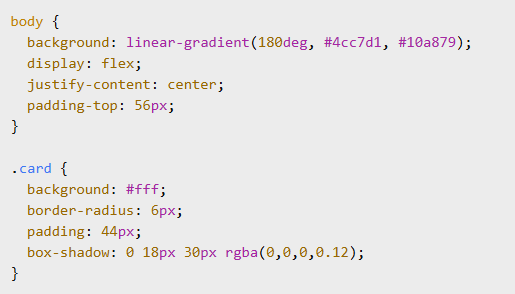 body {
  background: linear-gradient(180deg, #4cc7d1, #10a879);
  display: flex;
  justify-content: center;
  padding-top: 56px;
}

.card {
  background: #fff;
  border-radius: 6px;
  padding: 44px;
  box-shadow: 0 18px 30px rgba(0,0,0,0.12);
}